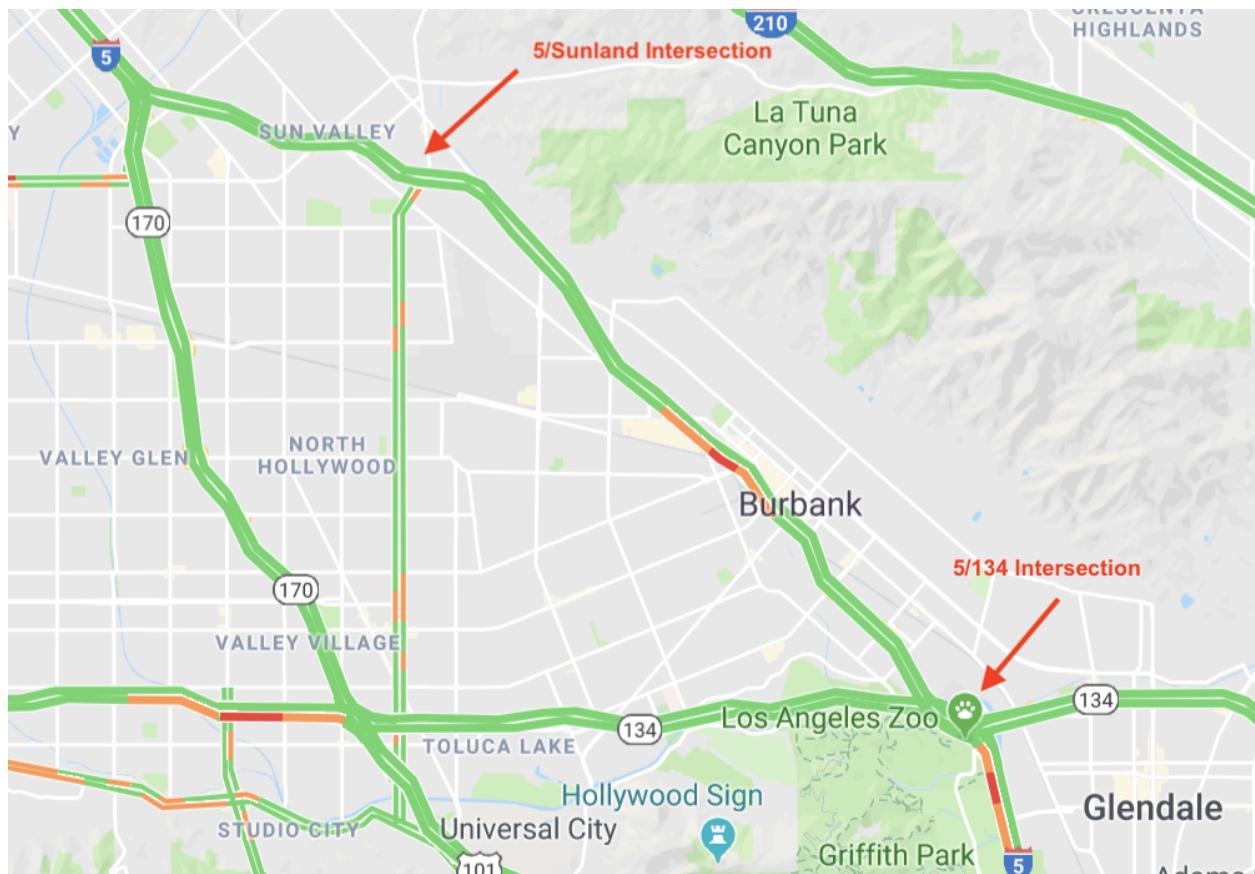 CRESCENTA
HIGHLANDS
210
5
5/Sunland Intersection
La Tuna
Canyon Park
SUN VALLEY
Y
170
NORTH
HOLLYWOOD
VALLEY GLEN
Burbank
5/134 Intersection
170
VALLEY VILLAGE
134
Los Angeles Zoo
134
TOLUCA LAKE
Hollywood Sign
Glendale
STUDIO CITY
Universal City
Griffith Park
5
101
Adams